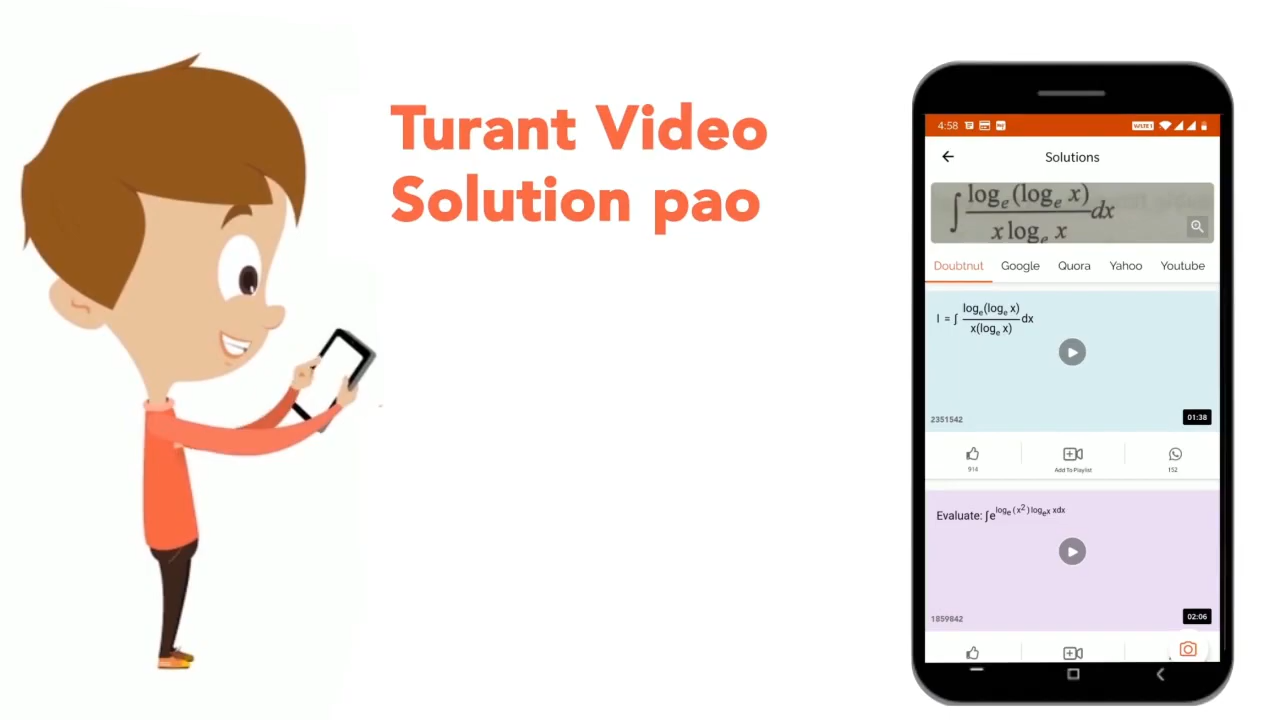 Turant Video
Solution pao
4:58
VoLTE1
Solutions
∫ logₑ(logₑ x) / x logₑ x dx
Doubtnut Google Quora Yahoo Youtube
I = ∫ logₑ(logₑ x) / x(logₑ x) dx
2351542 01:38
914 Add To Playlist 152
Evaluate: ∫e^logₑ(x²)logₑx xdx
1859842 02:06